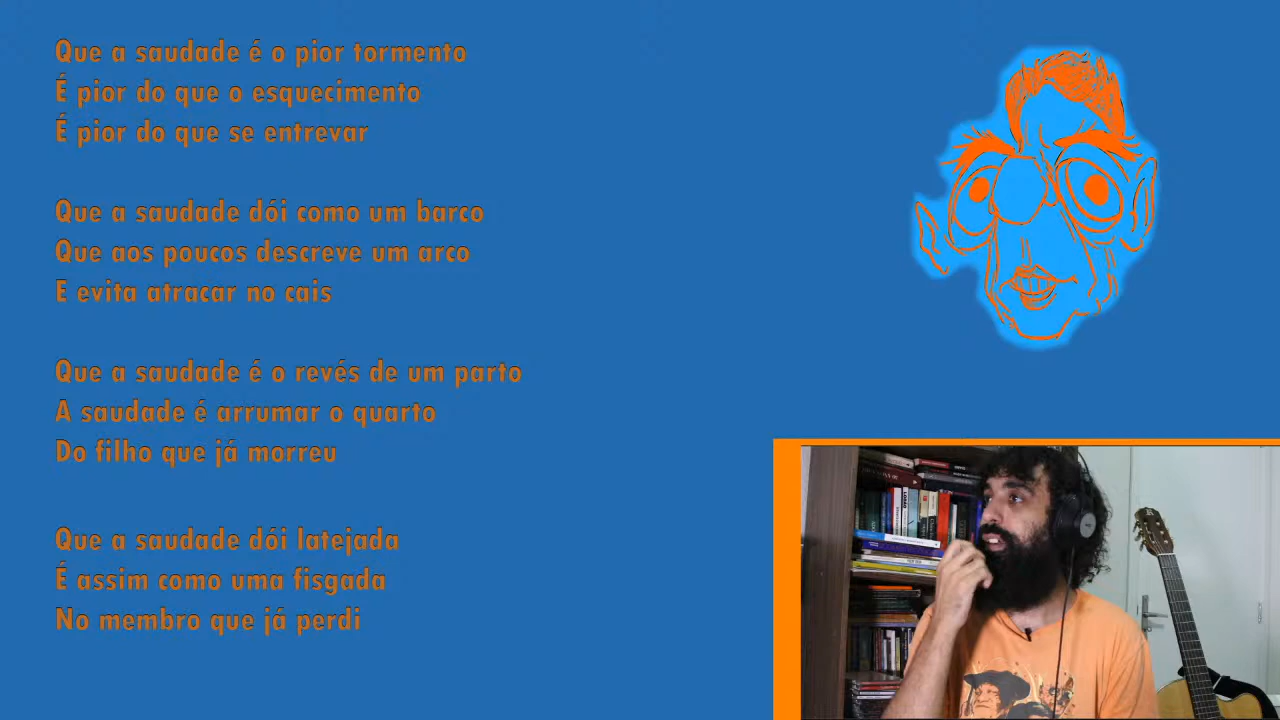 Que a saudade é o pior tormento
É pior do que o esquecimento
É pior do que se entrevar
Que a saudade dói como um barco
Que aos poucos descreve um arco
E evita atracar no cais
Que a saudade é o revés de um parto
A saudade é arrumar o quarto
Do filho que já morreu
Que a saudade dói latejada
É assim como uma fisgada
No membro que já perdi